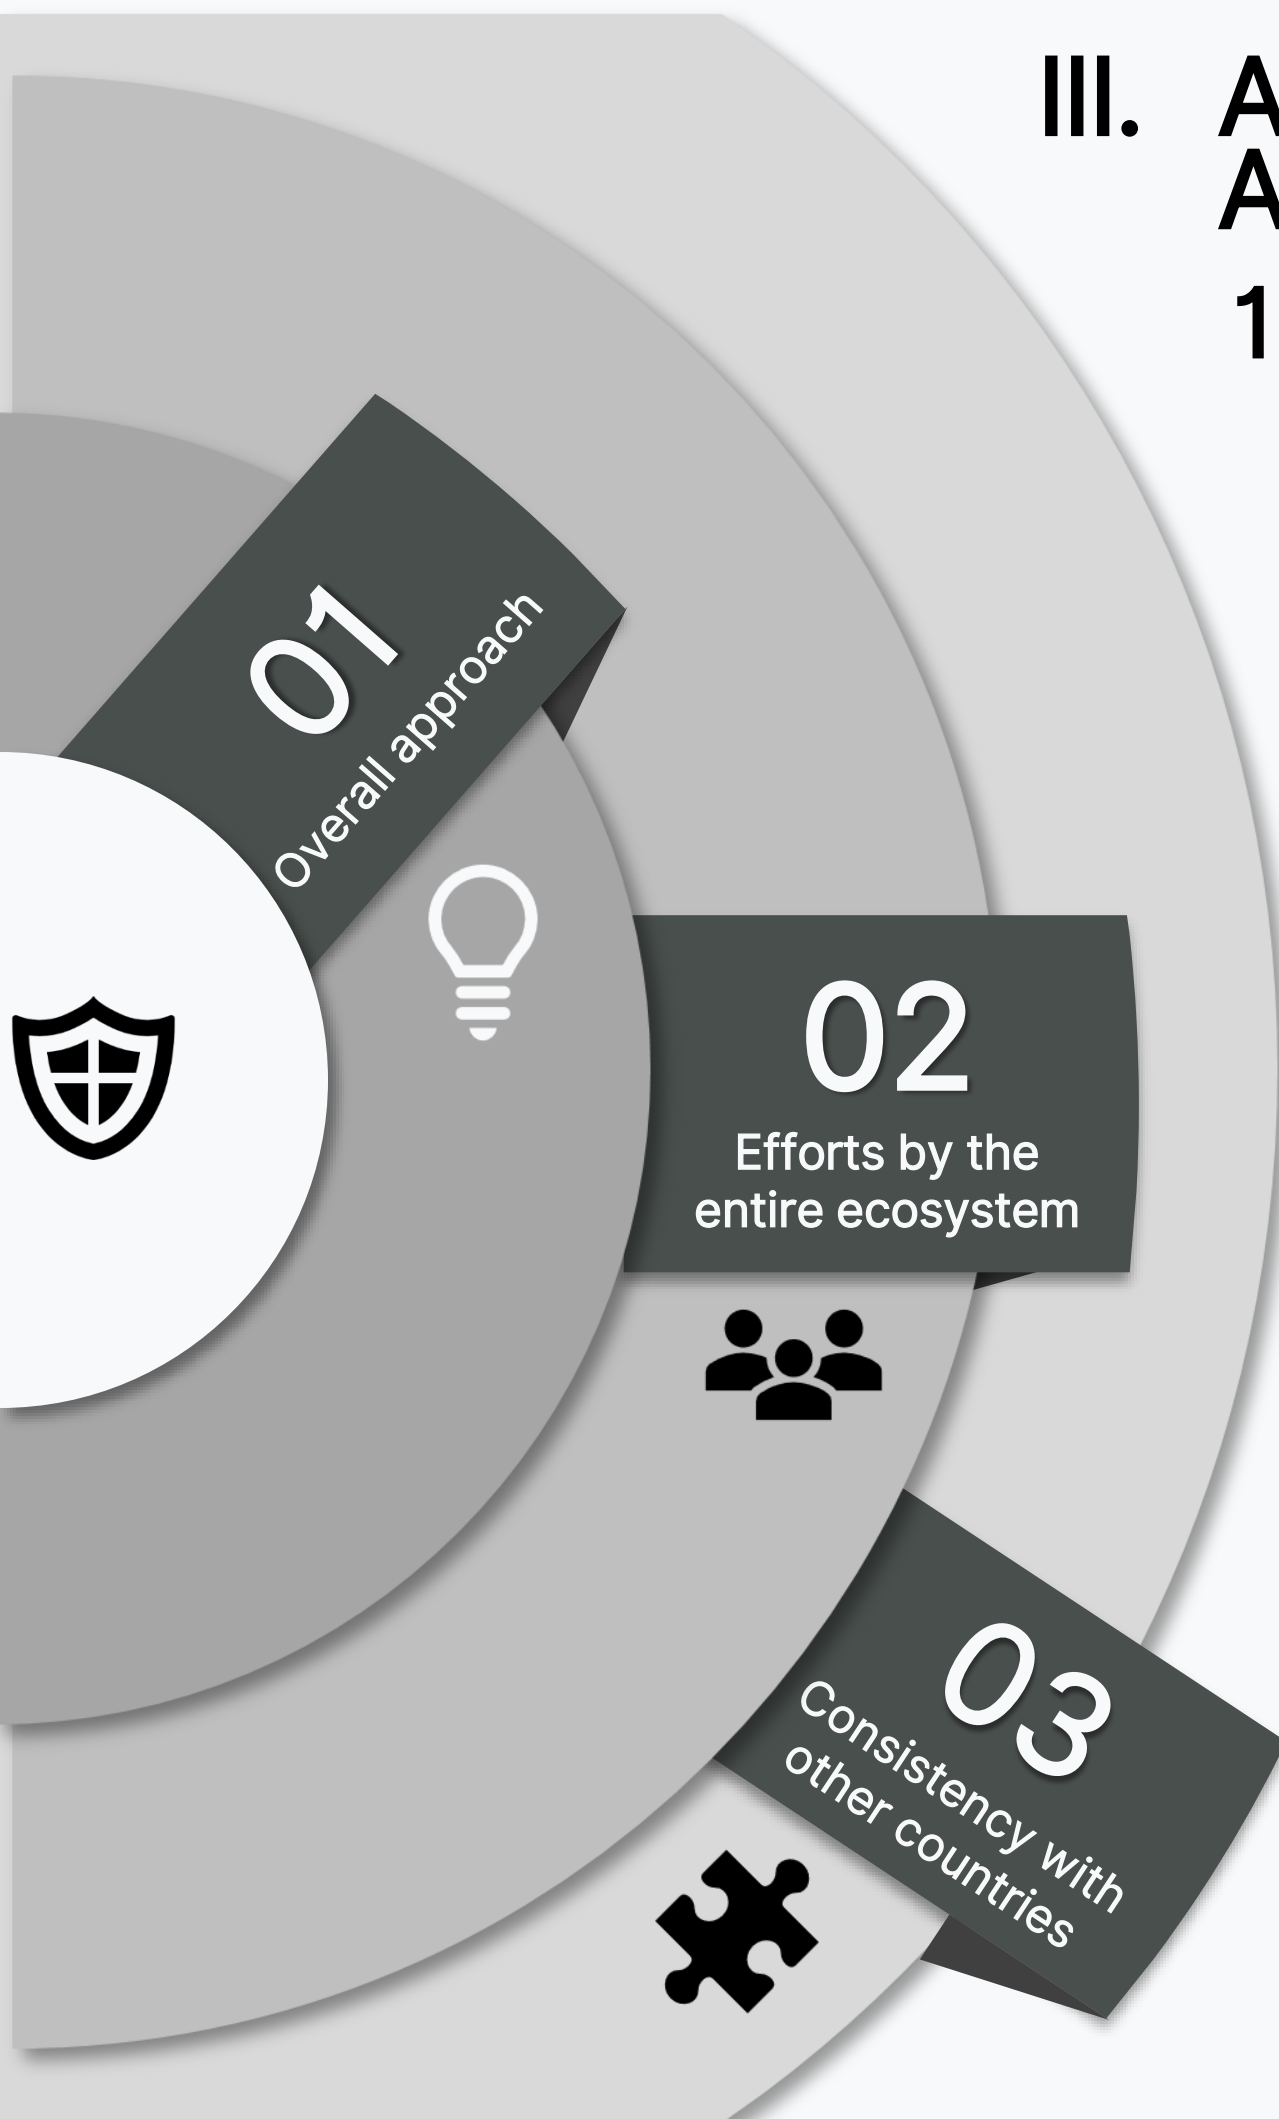 III. A
A
1
01
Overall approach
02
Efforts by the
entire ecosystem
03
Consistency with
other countries